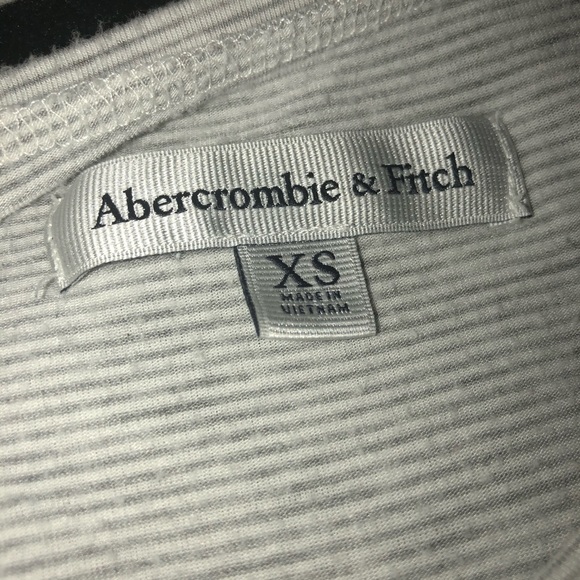 Abercrombie & Fitch
XS
MADE IN
VIETNAM